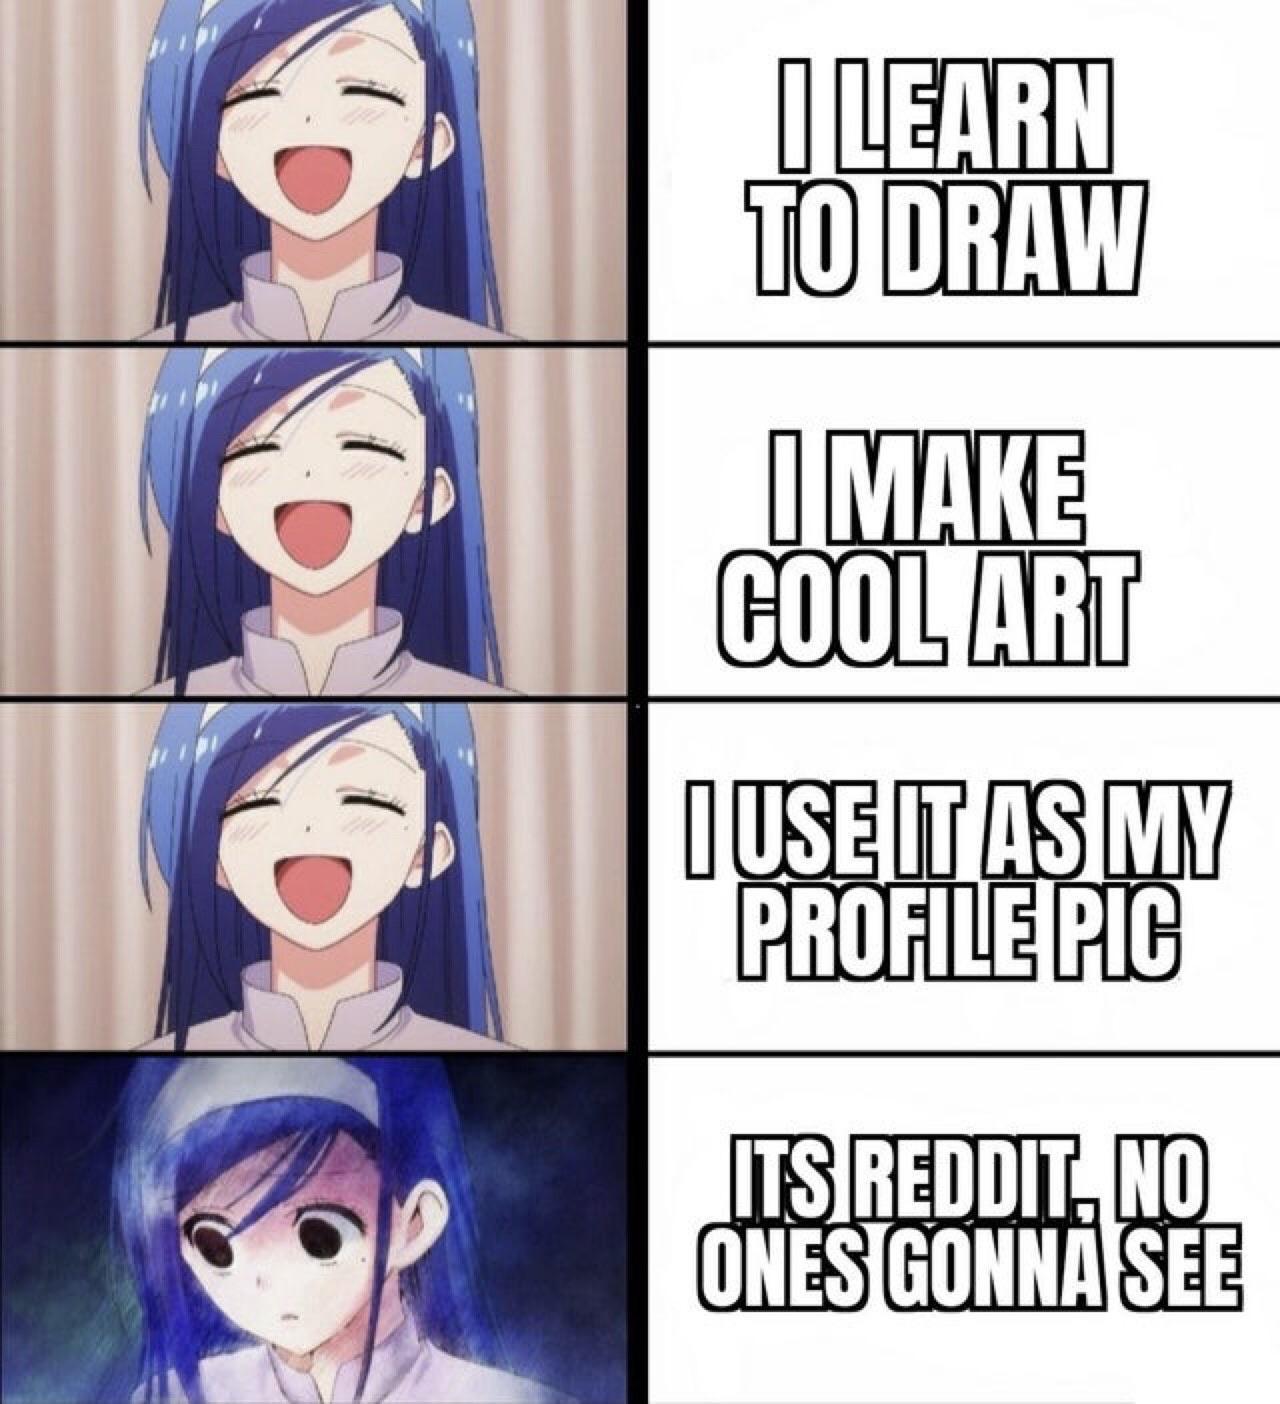 I LEARN
TO DRAW
I MAKE
COOL ART
I USE IT AS MY
PROFILE PIC
ITS REDDIT, NO
ONES GONNA SEE